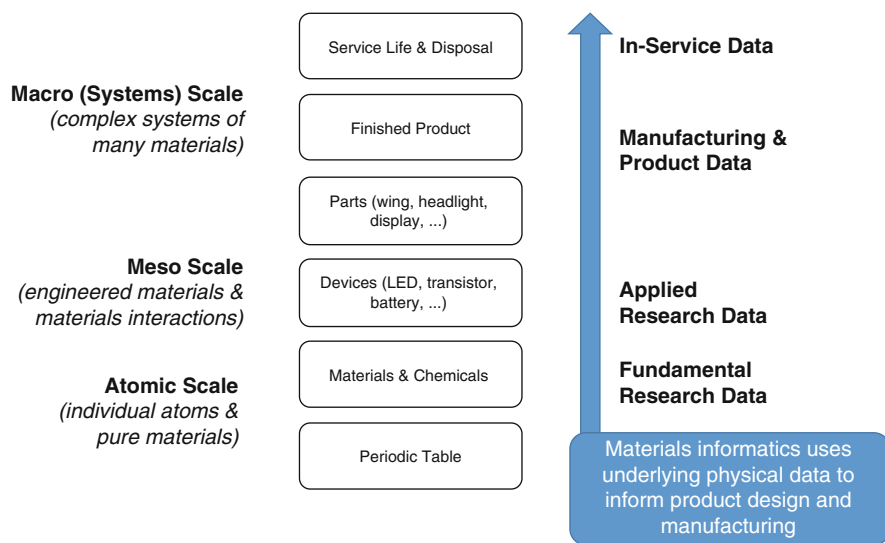 Macro (Systems) Scale
(complex systems of
many materials)
Meso Scale
(engineered materials &
materials interactions)
Atomic Scale
(individual atoms &
pure materials)
Service Life & Disposal
Finished Product
Parts (wing, headlight,
display, ...)
Devices (LED, transistor,
battery, ...)
Materials & Chemicals
Periodic Table
In-Service Data
Manufacturing &
Product Data
Applied
Research Data
Fundamental
Research Data
Materials informatics uses
underlying physical data to
inform product design and
manufacturing